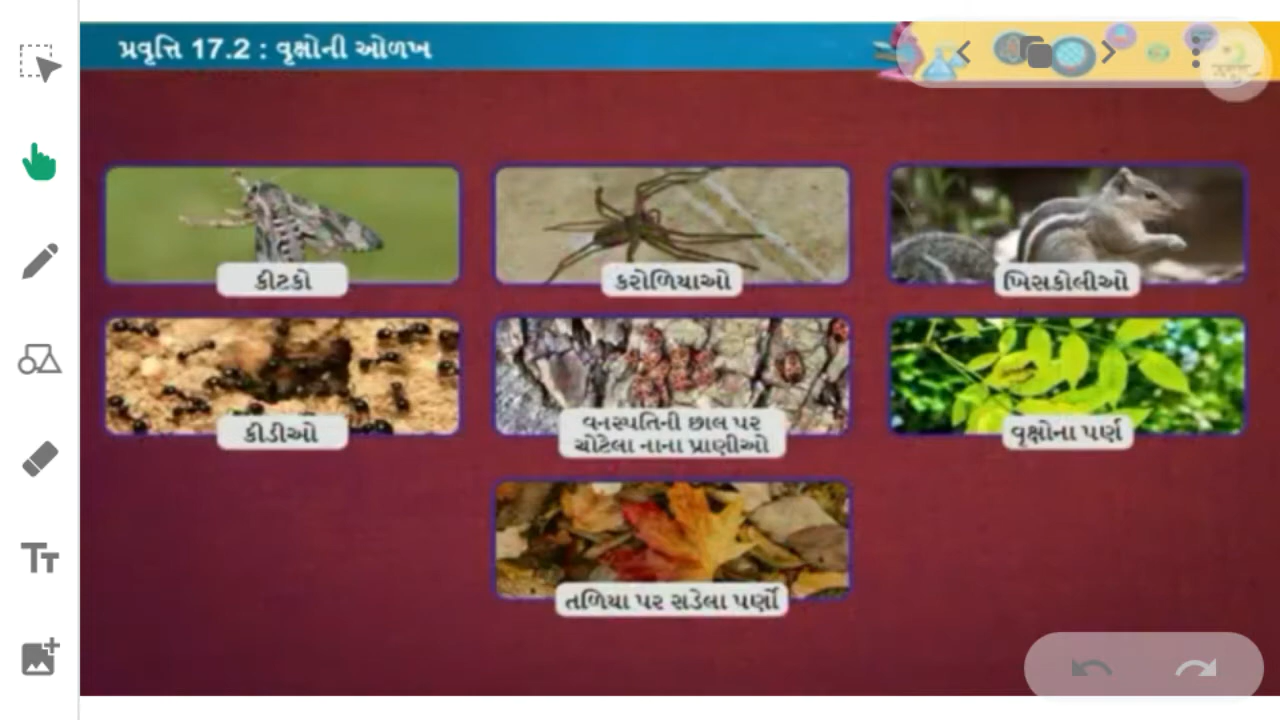 પ્રવૃત્તિ 17.2 : વૃક્ષોની ઓળખ
કીટકો
કરોળિયાઓ
ખિસકોલીઓ
કીડીઓ
વનસ્પતિની છાલ પર
ચોટેલા નાના પ્રાણીઓ
વૃક્ષોના પર્ણ
તળિયા પર સડેલા પર્ણો